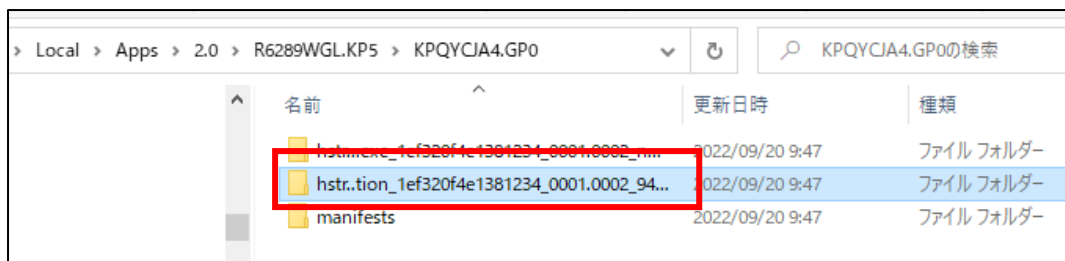 › Local › Apps › 2.0 › R6289WGL.KP5 › KPQYCJA4.GP0 KPQYCJA4.GP0の検索
名前 更新日時 種類
hst....exe_1ef320f4e1381234_0001.0002_n... 2022/09/20 9:47 ファイル フォルダー
hstr..tion_1ef320f4e1381234_0001.0002_94... 2022/09/20 9:47 ファイル フォルダー
manifests 2022/09/20 9:47 ファイル フォルダー